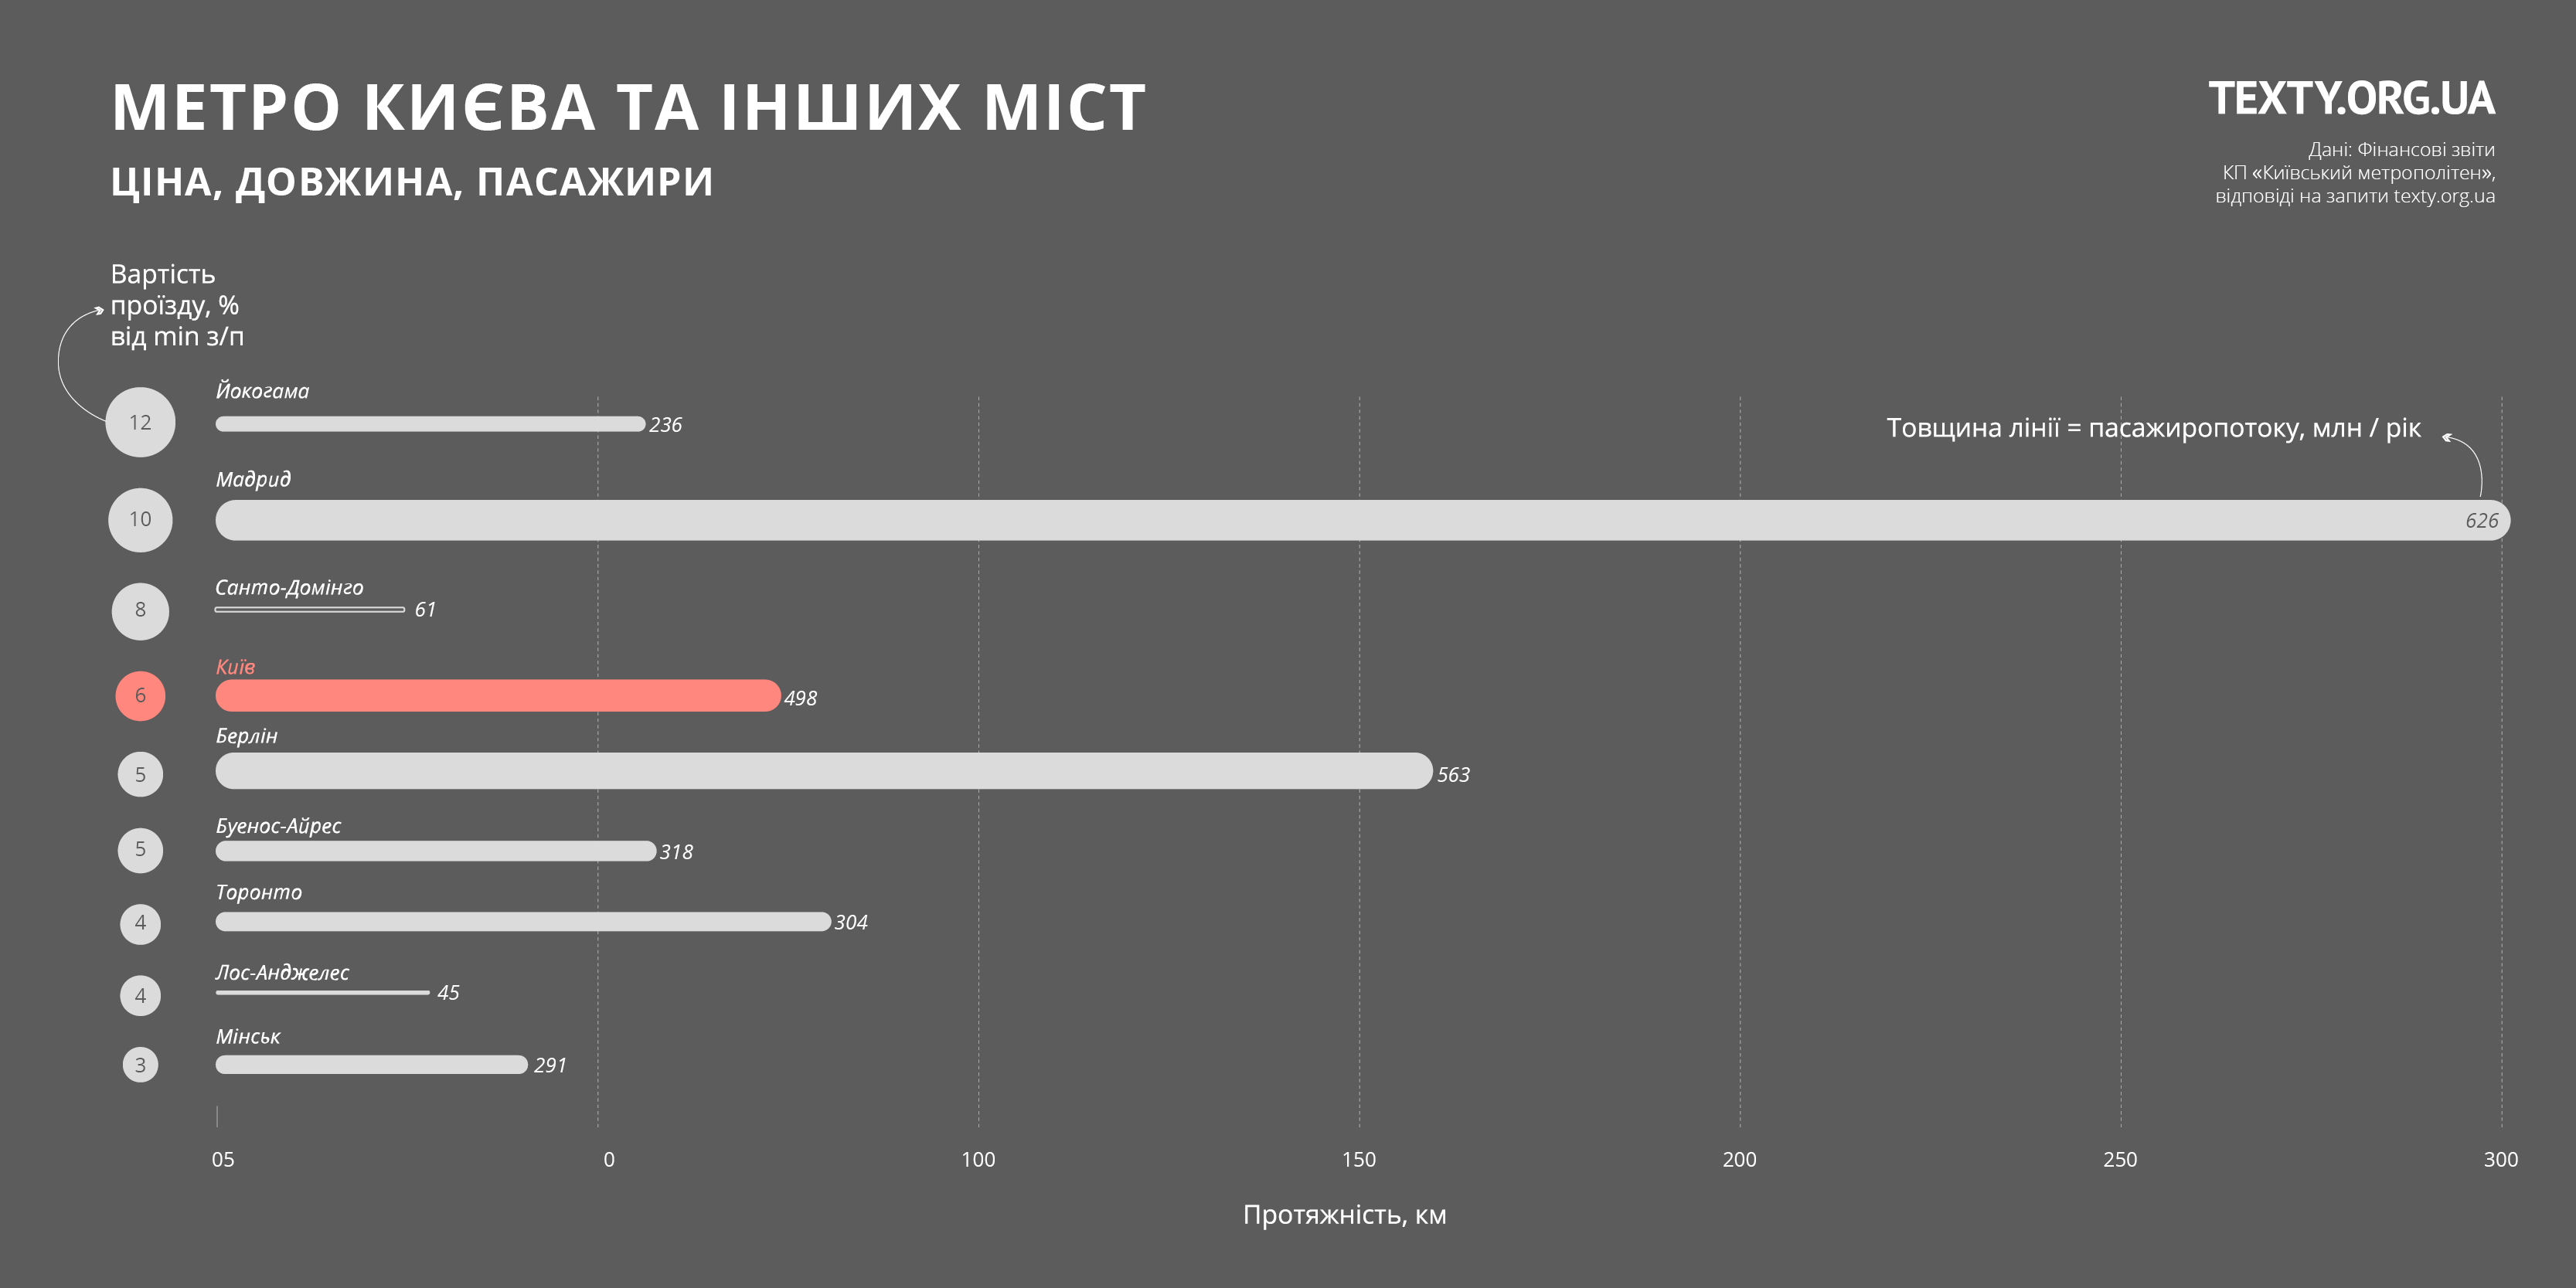 МЕТРО КИЄВА ТА ІНШИХ МІСТ
ЦІНА, ДОВЖИНА, ПАСАЖИРИ
TEXTY.ORG.UA
Дані: Фінансові звіти
КП «Київський метрополітен»,
відповіді на запити texty.org.ua
Вартість
проїзду, %
від min з/п
Товщина лінії = пасажиропотоку, млн / рік
Йокогама
12
236
Мадрид
10
626
Санто-Домінго
8
61
Київ
6
498
Берлін
5
563
Буенос-Айрес
5
318
Торонто
4
304
Лос-Анджелес
4
45
Мінськ
3
291
05
0
100
150
200
250
300
Протяжність, км